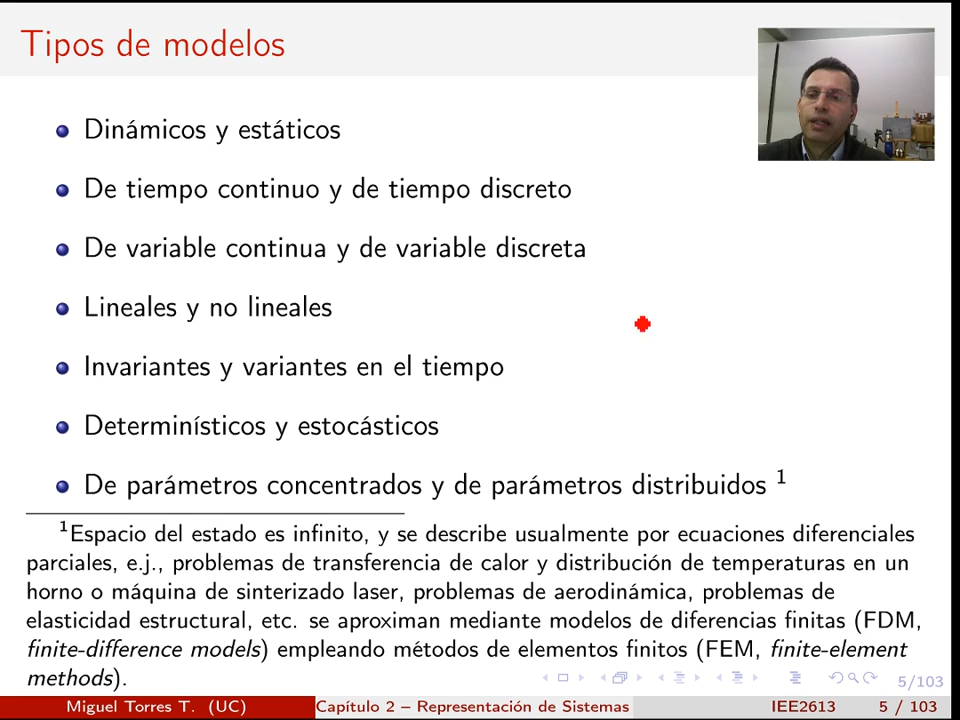 Tipos de modelos
Dinámicos y estáticos
De tiempo continuo y de tiempo discreto
De variable continua y de variable discreta
Lineales y no lineales
Invariantes y variantes en el tiempo
Determinísticos y estocásticos
De parámetros concentrados y de parámetros distribuidos 1
1Espacio del estado es infinito, y se describe usualmente por ecuaciones diferenciales
parciales, e.j., problemas de transferencia de calor y distribución de temperaturas en un
horno o máquina de sinterizado laser, problemas de aerodinámica, problemas de
elasticidad estructural, etc. se aproximan mediante modelos de diferencias finitas (FDM,
finite-difference models) empleando métodos de elementos finitos (FEM, finite-element
methods).
5/103
Miguel Torres T. (UC) Capítulo 2 – Representación de Sistemas IEE2613 5 / 103